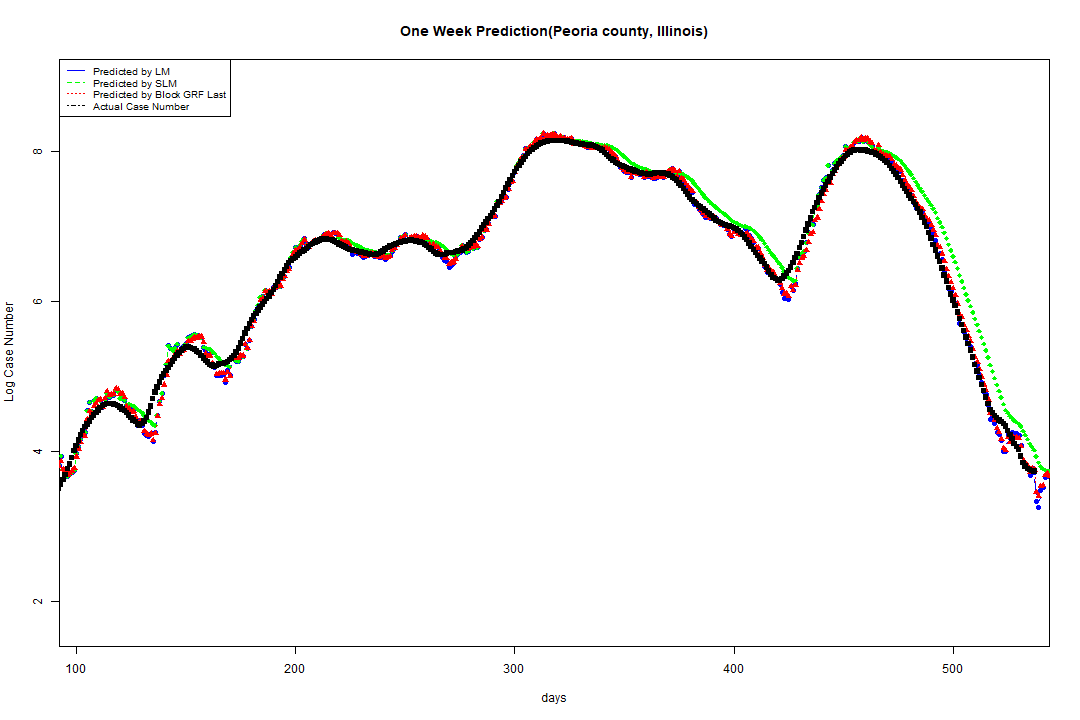 One Week Prediction(Peoria county, Illinois)
Predicted by LM
Predicted by SLM
Predicted by Block GRF Last
Actual Case Number
8
6
4
2
Log Case Number
100 200 300 400 500
days